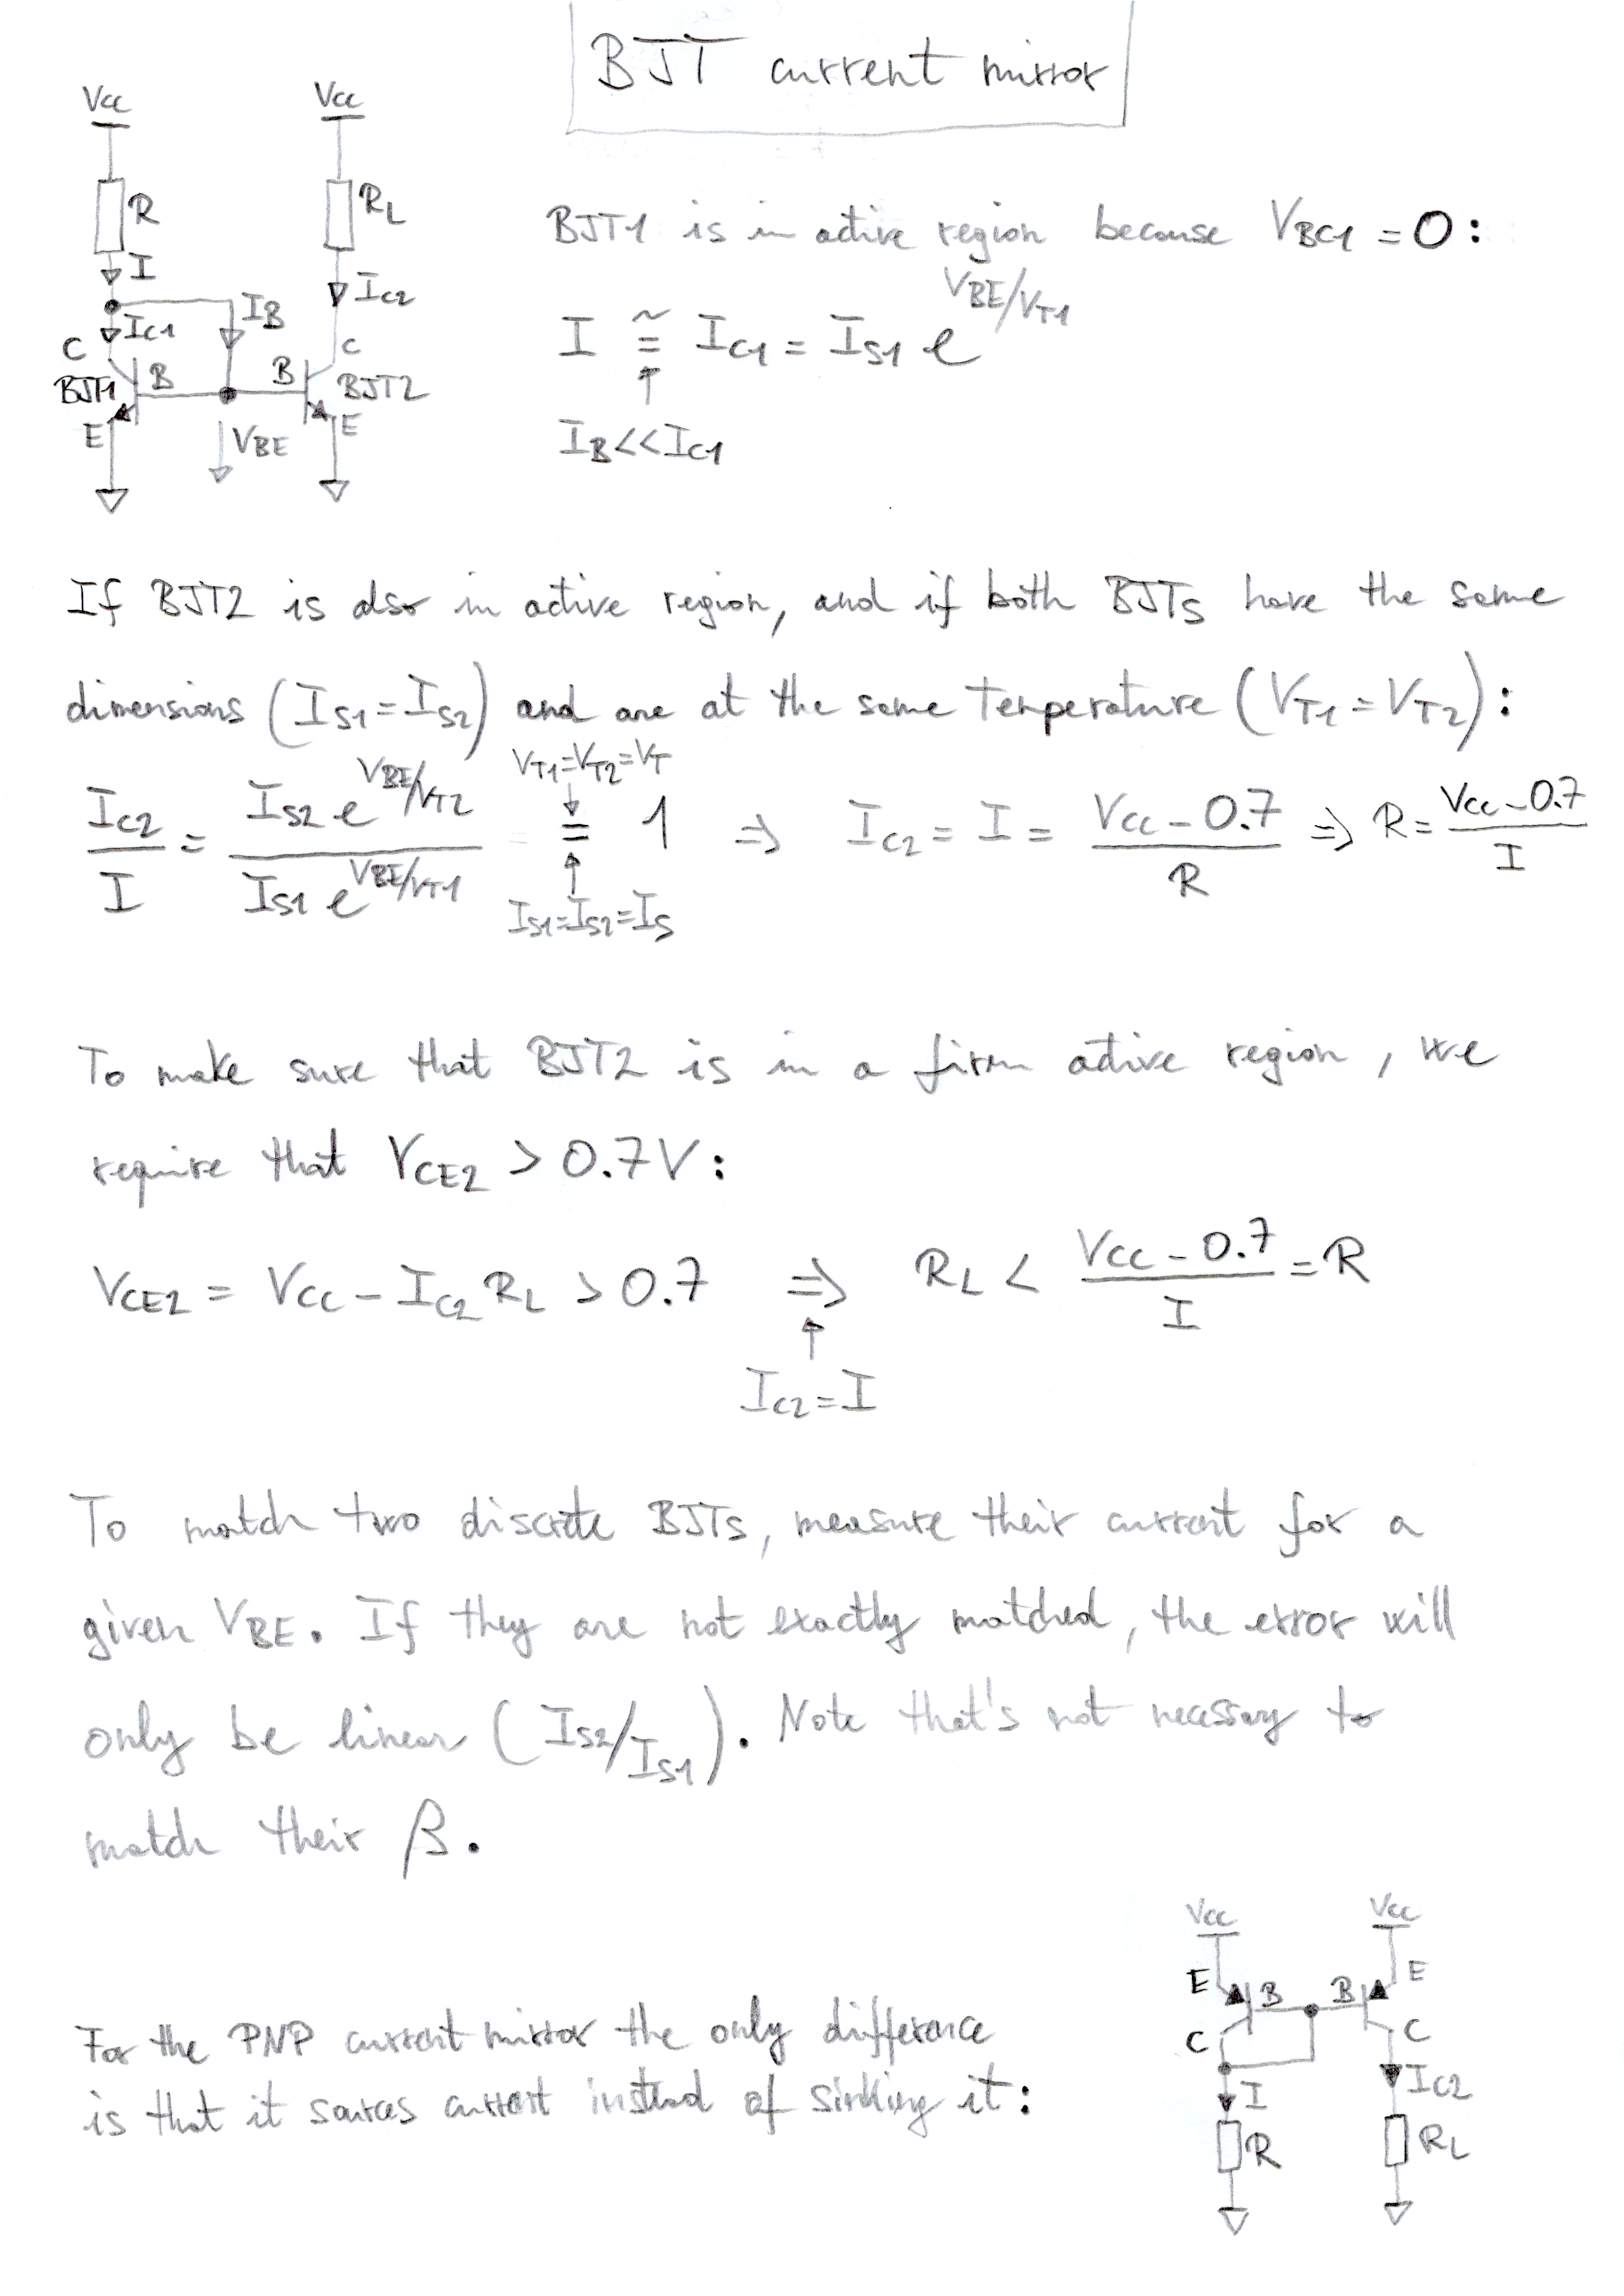 BJT current mirror
Vcc Vcc
R RL
I IC2
IC1 IB
C C
BJT1 B B BJT2
E VBE E
BJT1 is in active region because VBC1 = 0:
I ≅ IC1 = IS1 e^VBE/VT1
↑
IB<<IC1
If BJT2 is also in active region, and if both BJTs have the same
dimensions (IS1=IS2) and are at the same temperature (VT1=VT2):
VT1=VT2=VT
IC2/I = IS2 e^VBE/VT2 / IS1 e^VBE/VT1 = 1 ⇒ IC2 = I = Vcc-0.7/R ⇒ R = Vcc-0.7/I
IS1=IS2=IS
To make sure that BJT2 is in a firm active region, we
require that VCE2 > 0.7V:
VCE2 = VCC - IC2 RL > 0.7 ⇒ RL < VCC-0.7/I = R
↑
IC2=I
To match two discrete BJTs, measure their current for a
given VBE. If they are not exactly matched, the error will
only be linear (IS2/IS1). Note that's not necessary to
match their β.
For the PNP current mirror the only difference
is that it sources current instead of sinking it:
Vcc Vcc
E B B E
C C
I IC2
R RL